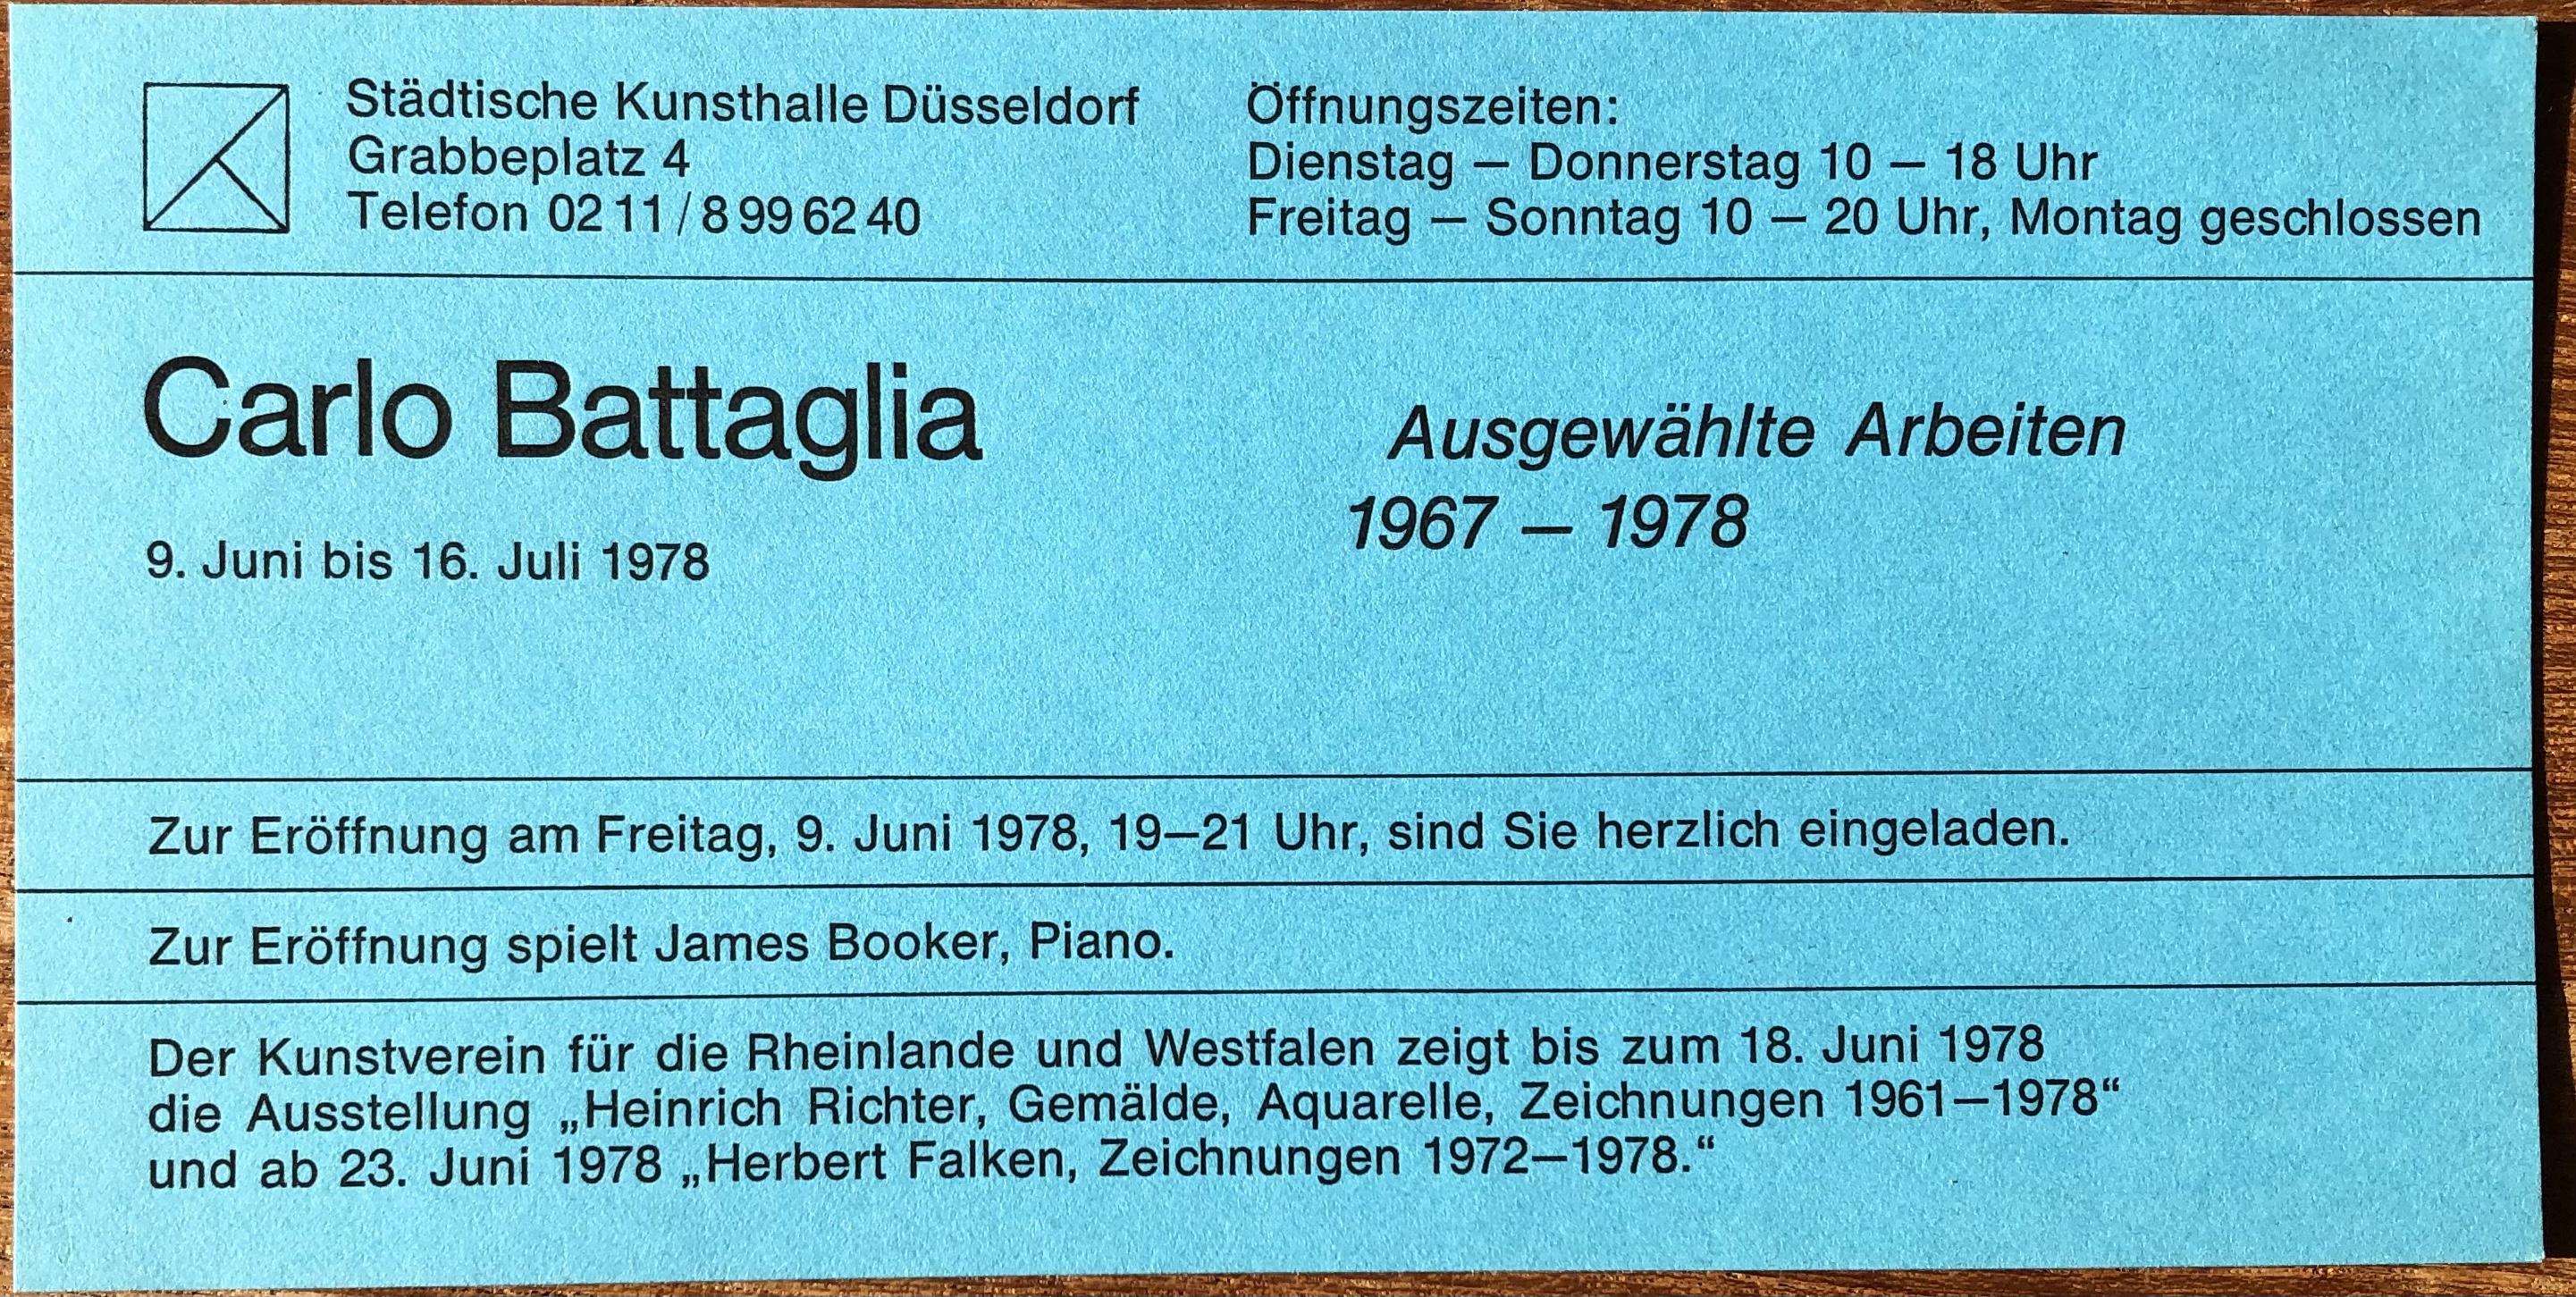 Städtische Kunsthalle Düsseldorf
Grabbeplatz 4
Telefon 02 11 / 8 99 62 40
Öffnungszeiten:
Dienstag — Donnerstag 10 — 18 Uhr
Freitag — Sonntag 10 — 20 Uhr, Montag geschlossen
Carlo Battaglia
9. Juni bis 16. Juli 1978
Ausgewählte Arbeiten
1967 — 1978
Zur Eröffnung am Freitag, 9. Juni 1978, 19—21 Uhr, sind Sie herzlich eingeladen.
Zur Eröffnung spielt James Booker, Piano.
Der Kunstverein für die Rheinlande und Westfalen zeigt bis zum 18. Juni 1978
die Ausstellung „Heinrich Richter, Gemälde, Aquarelle, Zeichnungen 1961—1978“
und ab 23. Juni 1978 „Herbert Falken, Zeichnungen 1972—1978.“